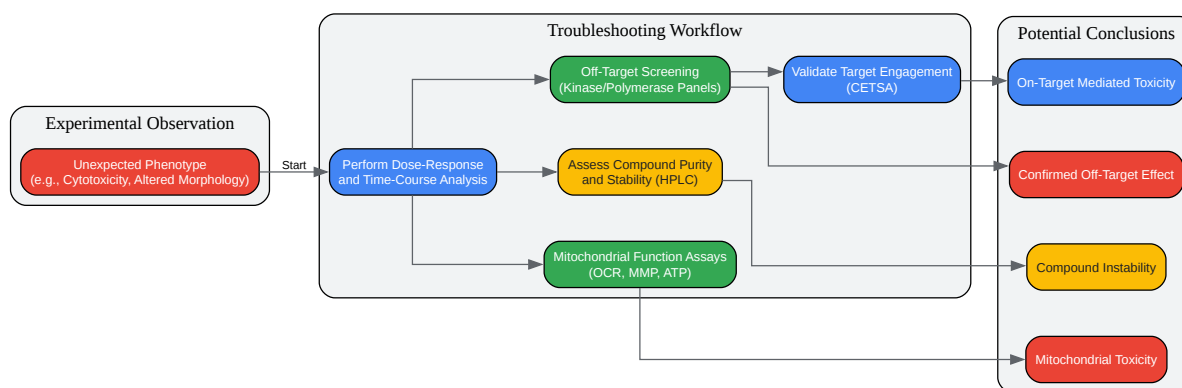 Troubleshooting Workflow
Potential Conclusions
Off-Target Screening
(Kinase/Polymerase Panels)
Validate Target Engagement
(CETSA)
On-Target Mediated Toxicity
Experimental Observation
Unexpected Phenotype
(e.g., Cytotoxicity, Altered Morphology)
Start
Perform Dose-Response
and Time-Course Analysis
Assess Compound Purity
and Stability (HPLC)
Confirmed Off-Target Effect
Mitochondrial Function Assays
(OCR, MMP, ATP)
Compound Instability
Mitochondrial Toxicity